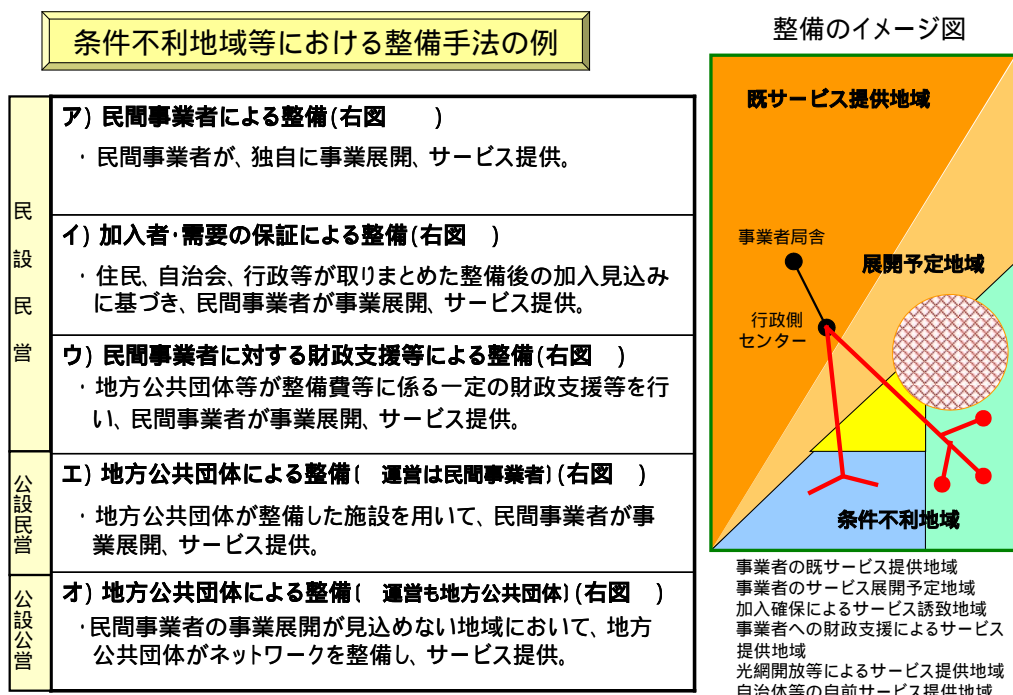 条件不利地域等における整備手法の例
民設民営
ア) 民間事業者による整備(右図　　)
・民間事業者が、独自に事業展開、サービス提供。
イ) 加入者・需要の保証による整備(右図　)
・住民、自治会、行政等が取りまとめた整備後の加入見込み
に基づき、民間事業者が事業展開、サービス提供。
ウ) 民間事業者に対する財政支援等による整備(右図　)
・地方公共団体等が整備費等に係る一定の財政支援等を行
い、民間事業者が事業展開、サービス提供。
公設民営
エ) 地方公共団体による整備(　運営は民間事業者)(右図　)
・地方公共団体が整備した施設を用いて、民間事業者が事
業展開、サービス提供。
公設公営
オ) 地方公共団体による整備(　運営も地方公共団体)(右図　)
・民間事業者の事業展開が見込めない地域において、地方
公共団体がネットワークを整備し、サービス提供。
整備のイメージ図
既サービス提供地域
事業者局舎
展開予定地域
行政側
センター
条件不利地域
事業者の既サービス提供地域
事業者のサービス展開予定地域
加入確保によるサービス誘致地域
事業者への財政支援によるサービス
提供地域
光網開放等によるサービス提供地域
自治体等の自前サービス提供地域